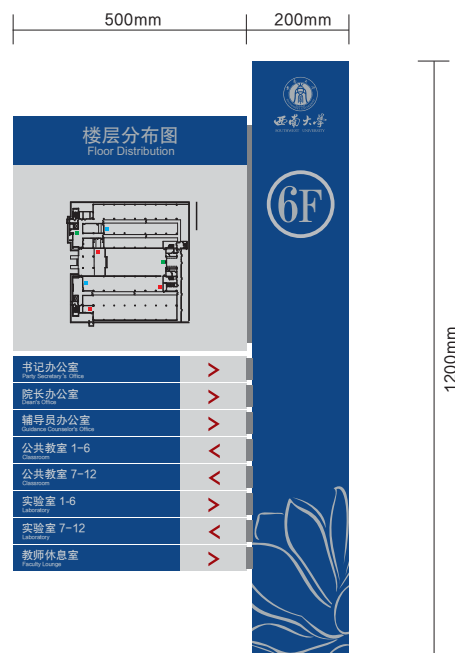 500mm
200mm
西南大学
SOUTHWEST UNIVERSITY
楼层分布图
Floor Distribution
6F
1200mm
书记办公室
Party Secretary's Office
院长办公室
Dean's Office
辅导员办公室
Guidance Counselor's Office
公共教室 1-6
Classroom
公共教室 7-12
Classroom
实验室 1-6
Laboratory
实验室 7-12
Laboratory
教师休息室
Faculty Lounge